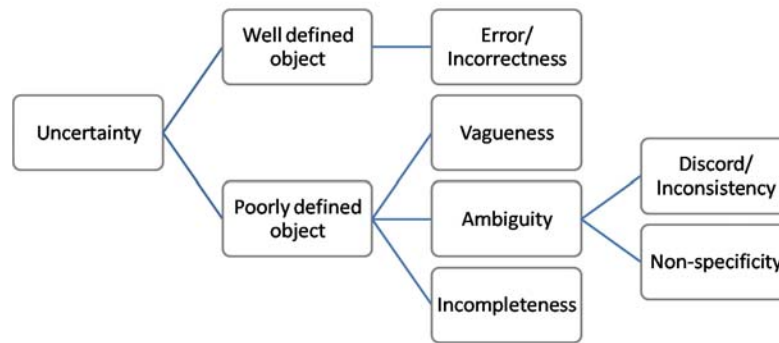 Uncertainty
Well defined
object
Error/
Incorrectness
Poorly defined
object
Vagueness
Ambiguity
Incompleteness
Discord/
Inconsistency
Non-specificity